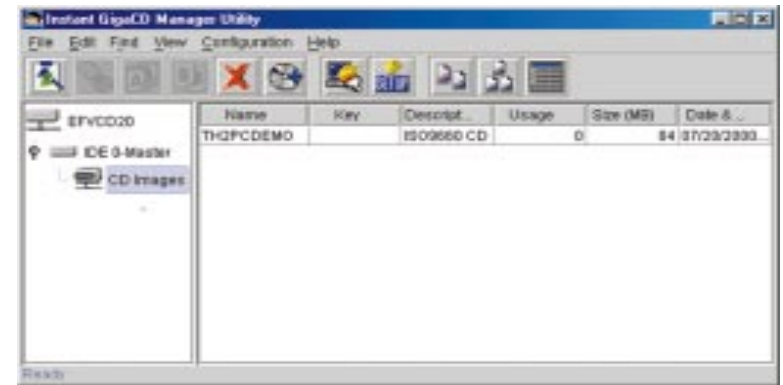 Instant GigaCD Manager Utility
File Edit Find View Configuration Help
EFVCD20
IDE 0-Master
CD Images
Name Key Descript... Usage Size (MB) Date &...
TH2PCDEMO ISO9660 CD 0 84 07/20/2000...
Ready